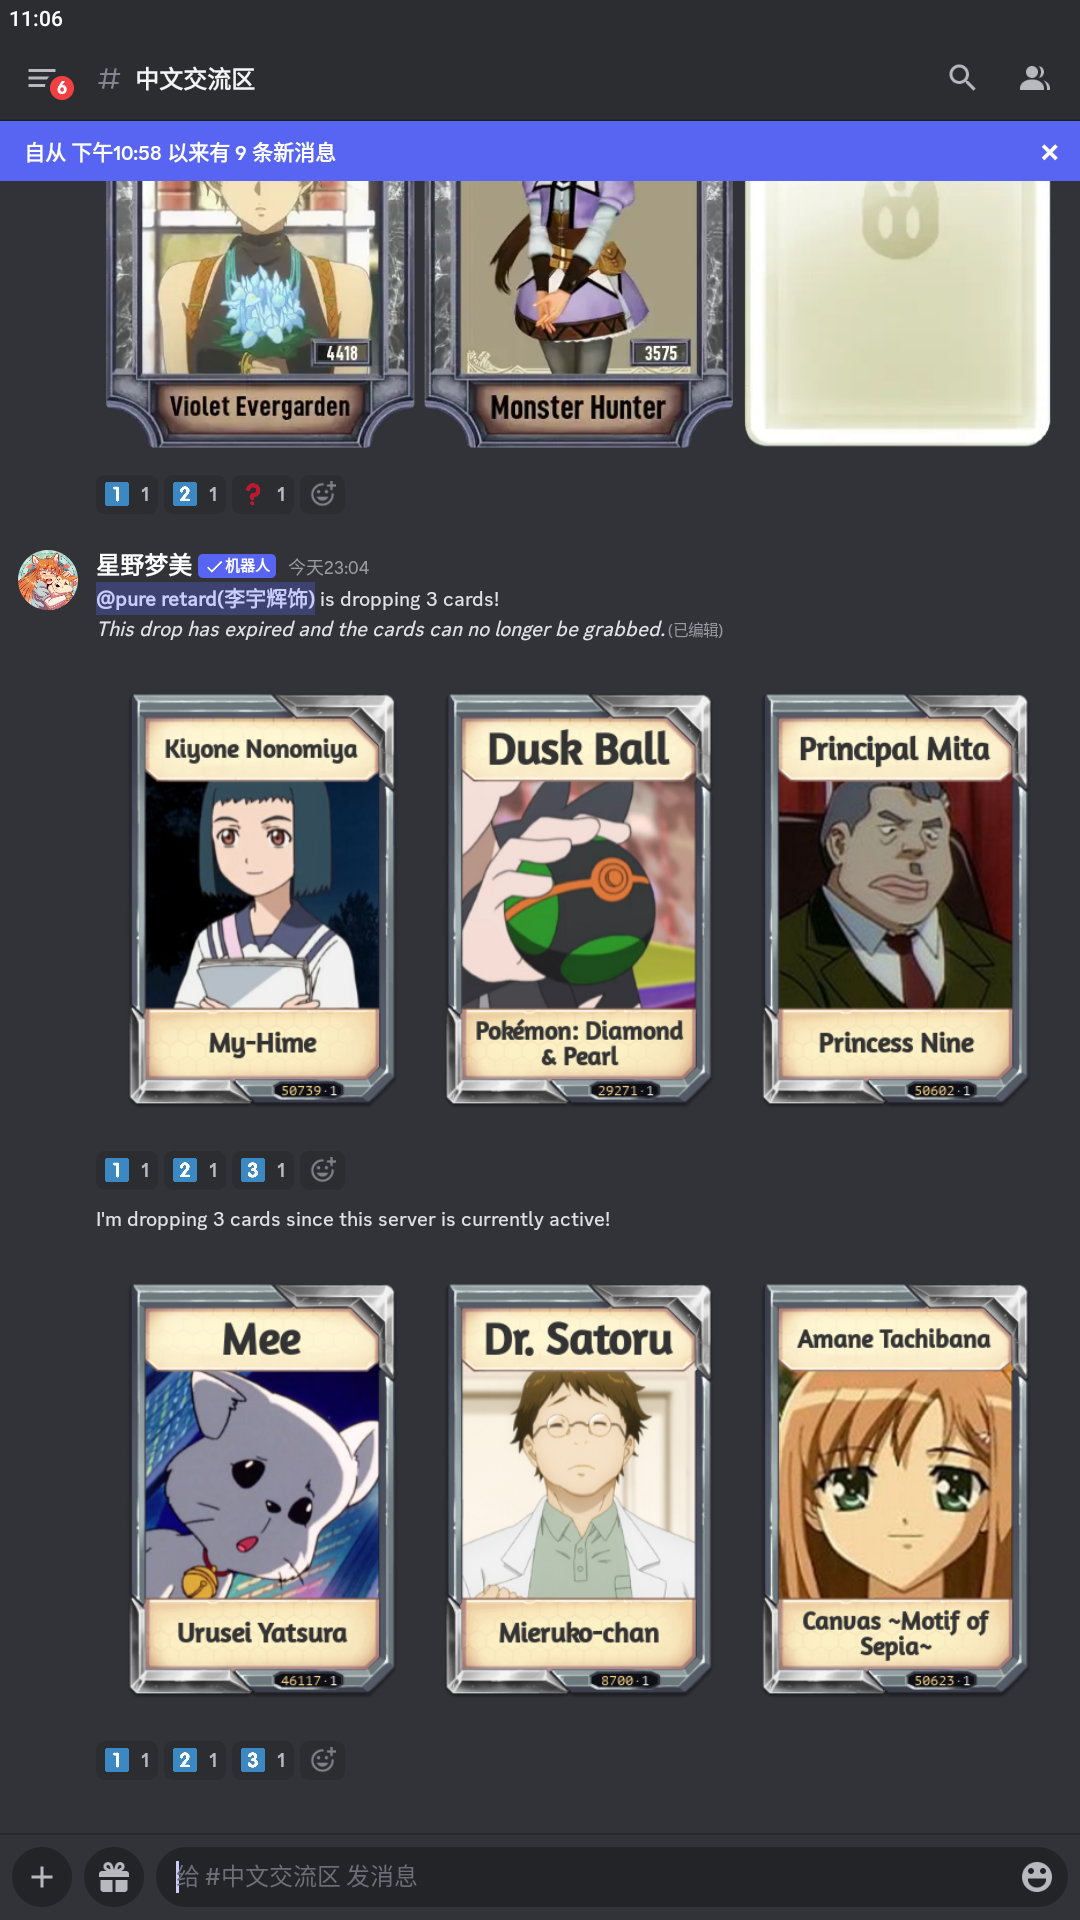 11:06
6
# 中文交流区
自从 下午10:58 以来有 9 条新消息
4418
3575
Violet Evergarden
Monster Hunter
1 1 2 1 ? 1
星野梦美 机器人 今天23:04
@pure retard(李宇辉饰) is dropping 3 cards!
This drop has expired and the cards can no longer be grabbed. (已编辑)
Kiyone Nonomiya
Dusk Ball
Principal Mita
My-Hime
Pokémon: Diamond
& Pearl
Princess Nine
50739·1
29271·1
50602·1
1 1 2 1 3 1
I'm dropping 3 cards since this server is currently active!
Mee
Dr. Satoru
Amane Tachibana
Urusei Yatsura
Mieruko-chan
Canvas ~Motif of
Sepia~
46117·1
8700·1
50623·1
1 1 2 1 3 1
给 #中文交流区 发消息